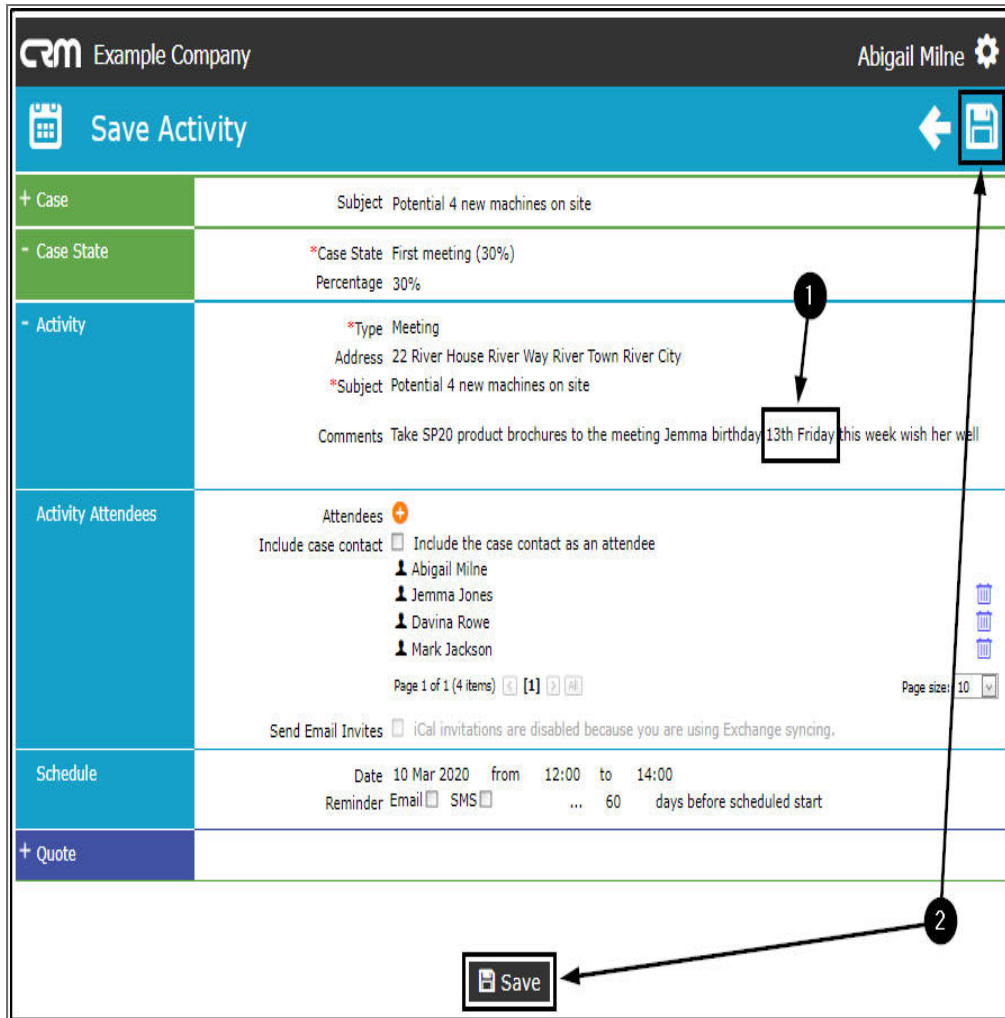 CRM Example Company Abigail Milne
Save Activity
+ Case Subject Potential 4 new machines on site
- Case State *Case State First meeting (30%)
Percentage 30%
1
- Activity *Type Meeting
Address 22 River House River Way River Town River City
*Subject Potential 4 new machines on site
Comments Take SP20 product brochures to the meeting Jemma birthday 13th Friday this week wish her well
Activity Attendees Attendees
Include case contact Include the case contact as an attendee
Abigail Milne
Jemma Jones
Davina Rowe
Mark Jackson
Page 1 of 1 (4 items) < [1] > All Page size: 10
Send Email Invites iCal invitations are disabled because you are using Exchange syncing.
Schedule Date 10 Mar 2020 from 12:00 to 14:00
Reminder Email SMS ... 60 days before scheduled start
+ Quote
2
Save